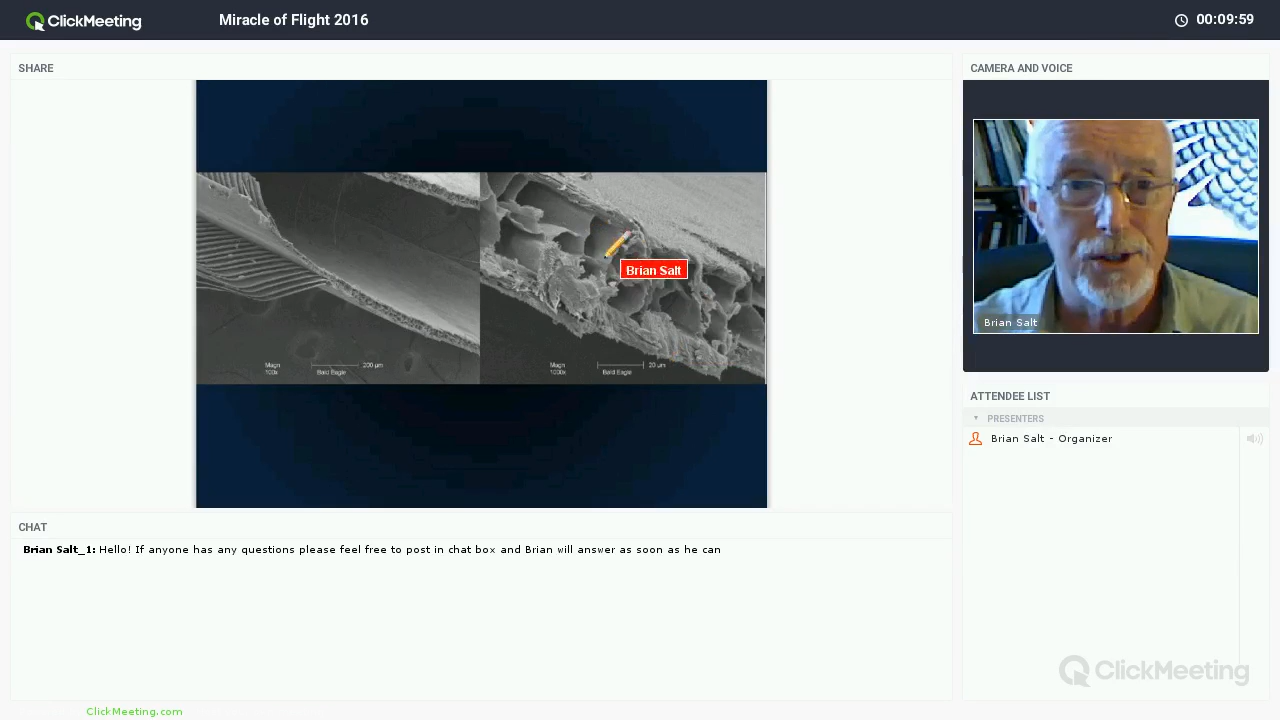 ClickMeeting
Miracle of Flight 2016
00:09:59
SHARE
CAMERA AND VOICE
Brian Salt
Magn
100x
200 µm
Bald Eagle
Magn
1000x
20 µm
Bald Eagle
Brian Salt
ATTENDEE LIST
PRESENTERS
Brian Salt - Organizer
CHAT
Brian Salt_1: Hello! If anyone has any questions please feel free to post in chat box and Brian will answer as soon as he can
ClickMeeting
ClickMeeting.com